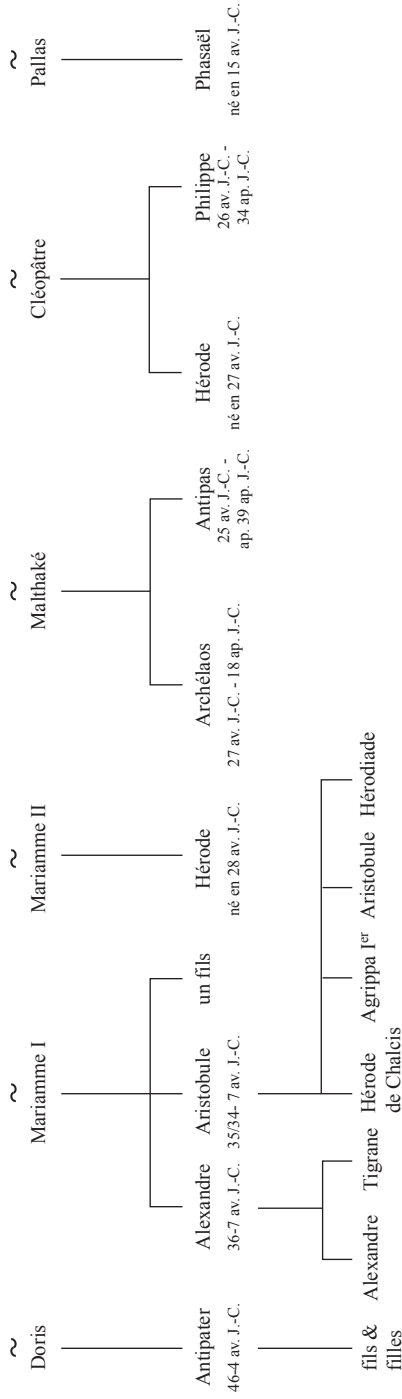 ~ ~ ~ ~ ~ ~
Doris Mariamme I Mariamme II Malthaké Cléopâtre Pallas
Antipater Alexandre Aristobule un fils Hérode Archélaos Antipas Hérode Philippe Phasaël
46-4 av. J.-C. 36-7 av. J.-C. 35/34- 7 av. J.-C. né en 28 av. J.-C. 27 av. J.-C. - 18 ap. J.-C. 25 av. J.-C. - né en 27 av. J.-C. 26 av. J.-C. - né en 15 av. J.-C.
ap. 39 ap. J.-C. 34 ap. J.-C.
fils & Alexandre Tigrane Hérode Agrippa Ier Aristobule Hérodiade
filles de Chalcis